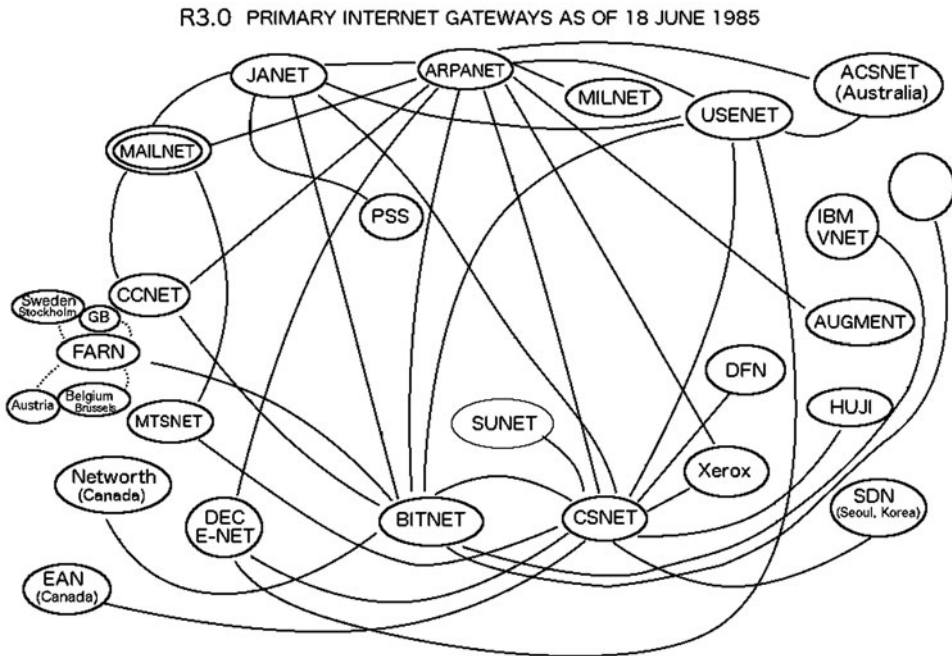 R3.0 PRIMARY INTERNET GATEWAYS AS OF 18 JUNE 1985
JANET
ARPANET
MILNET
ACSNET
(Australia)
USENET
MAILNET
PSS
IBM
VNET
CCNET
Sweden
Stockholm
GB
FARN
AUGMENT
DFN
Austria
Belgium
Brussels
MTSNET
SUNET
HUJI
Networth
(Canada)
Xerox
SDN
(Seoul, Korea)
DEC
E-NET
BITNET
CSNET
EAN
(Canada)